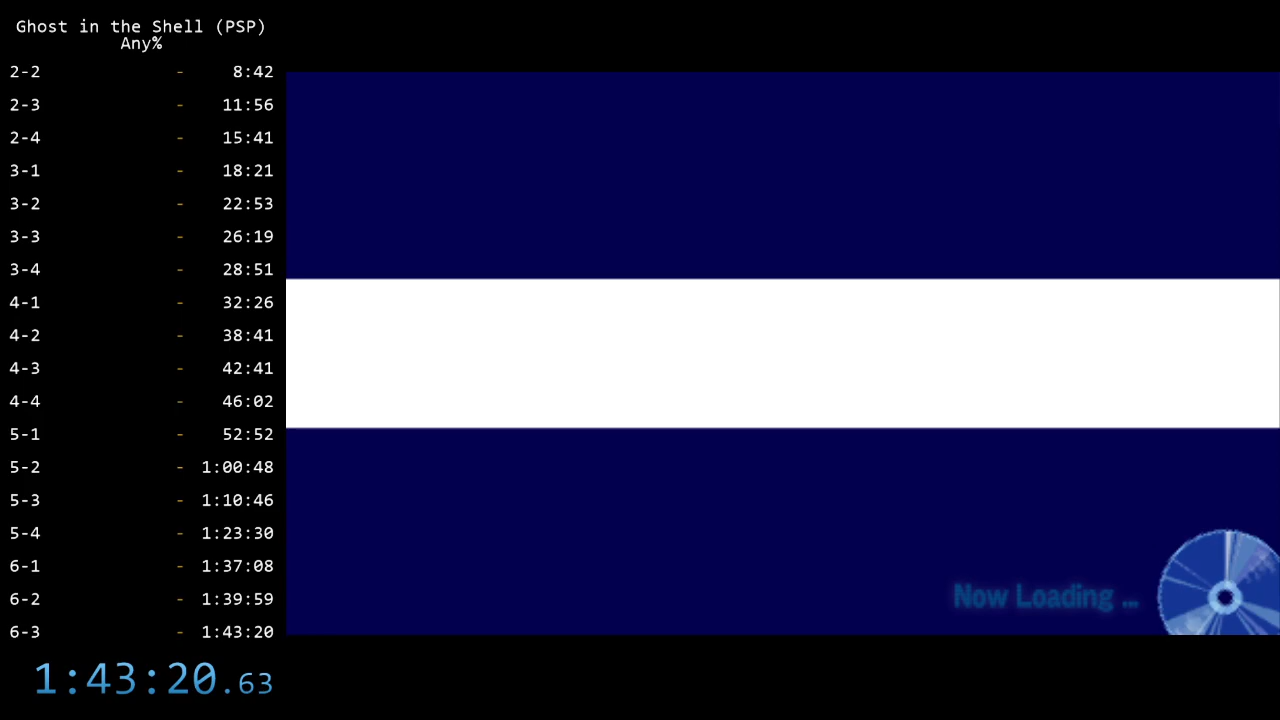 Ghost in the Shell (PSP)
Any%
2-2 - 8:42
2-3 - 11:56
2-4 - 15:41
3-1 - 18:21
3-2 - 22:53
3-3 - 26:19
3-4 - 28:51
4-1 - 32:26
4-2 - 38:41
4-3 - 42:41
4-4 - 46:02
5-1 - 52:52
5-2 - 1:00:48
5-3 - 1:10:46
5-4 - 1:23:30
6-1 - 1:37:08
6-2 - 1:39:59
6-3 - 1:43:20
1:43:20.63
Now Loading ...